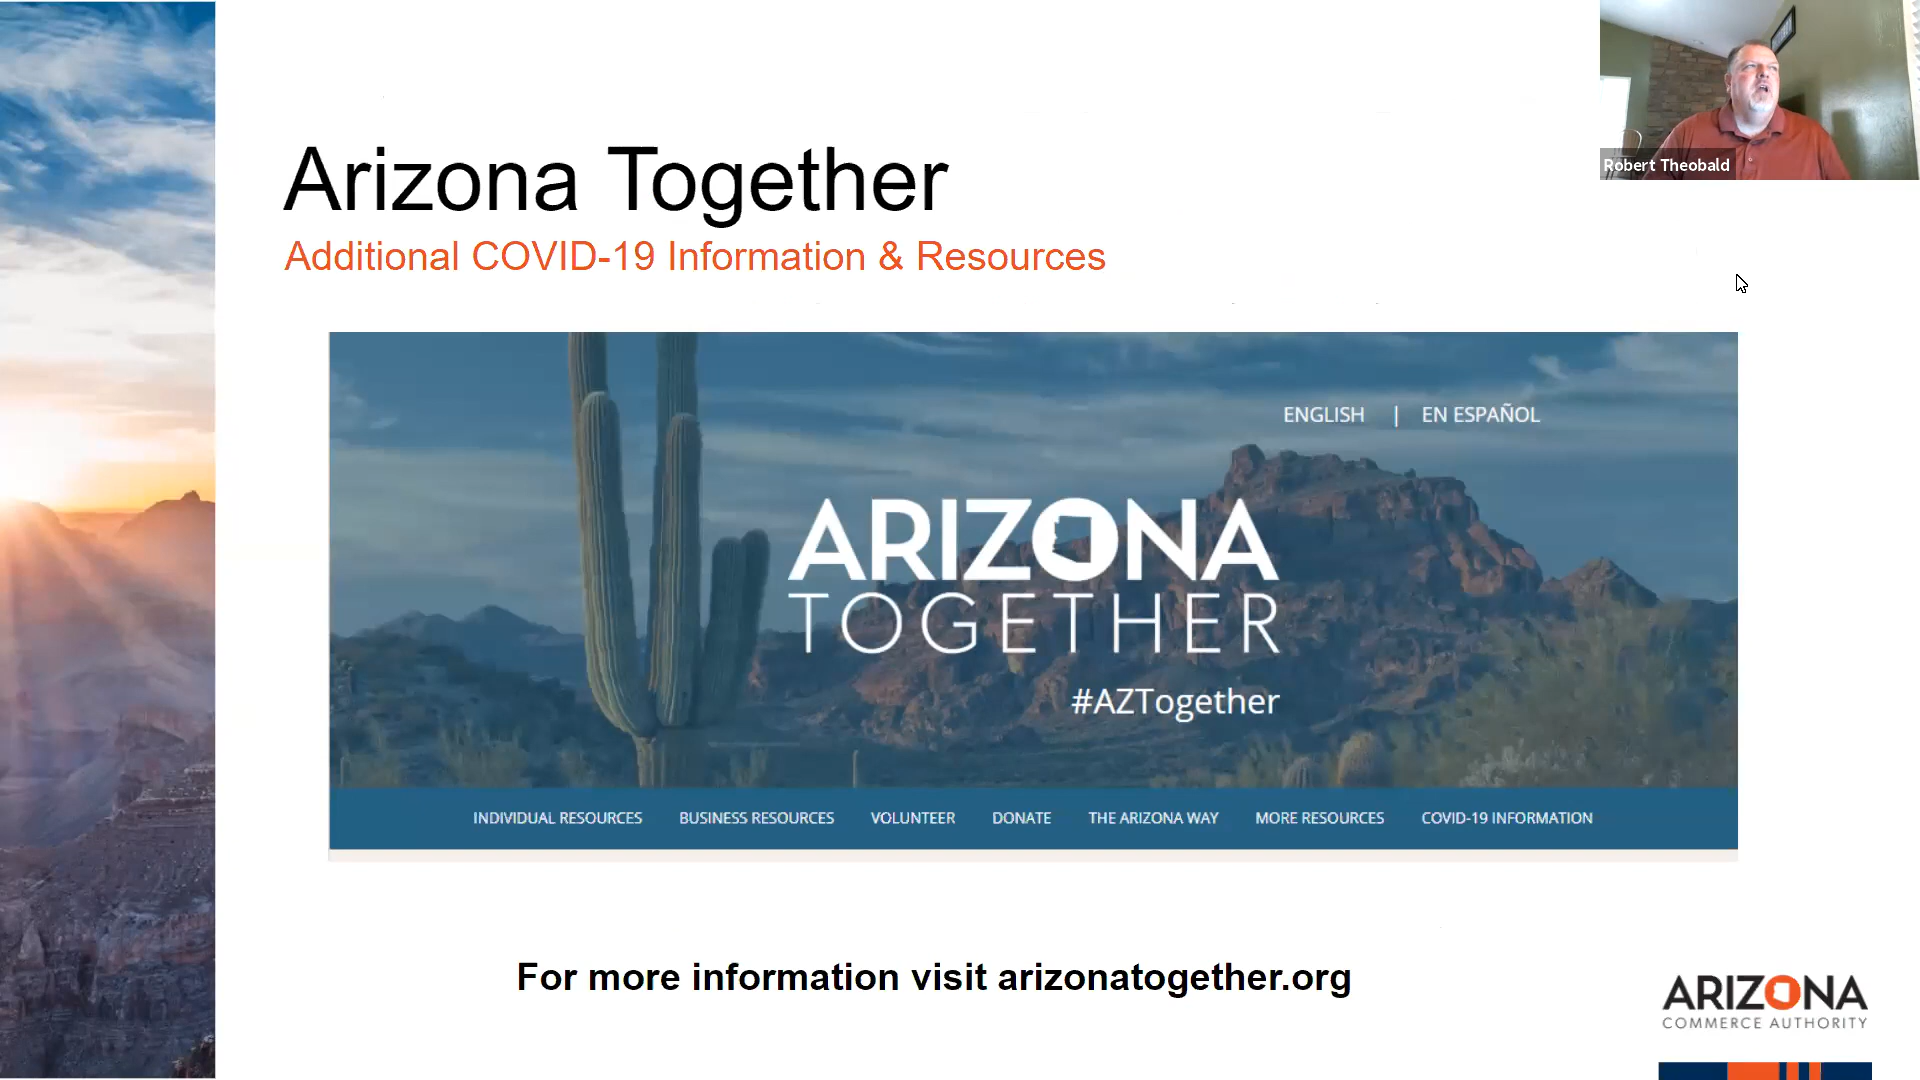 Robert Theobald
Arizona Together
Additional COVID-19 Information & Resources
ENGLISH | EN ESPAÑOL
ARIZONA
TOGETHER
#AZTogether
INDIVIDUAL RESOURCES BUSINESS RESOURCES VOLUNTEER DONATE THE ARIZONA WAY MORE RESOURCES COVID-19 INFORMATION
For more information visit arizonatogether.org
ARIZONA
COMMERCE AUTHORITY